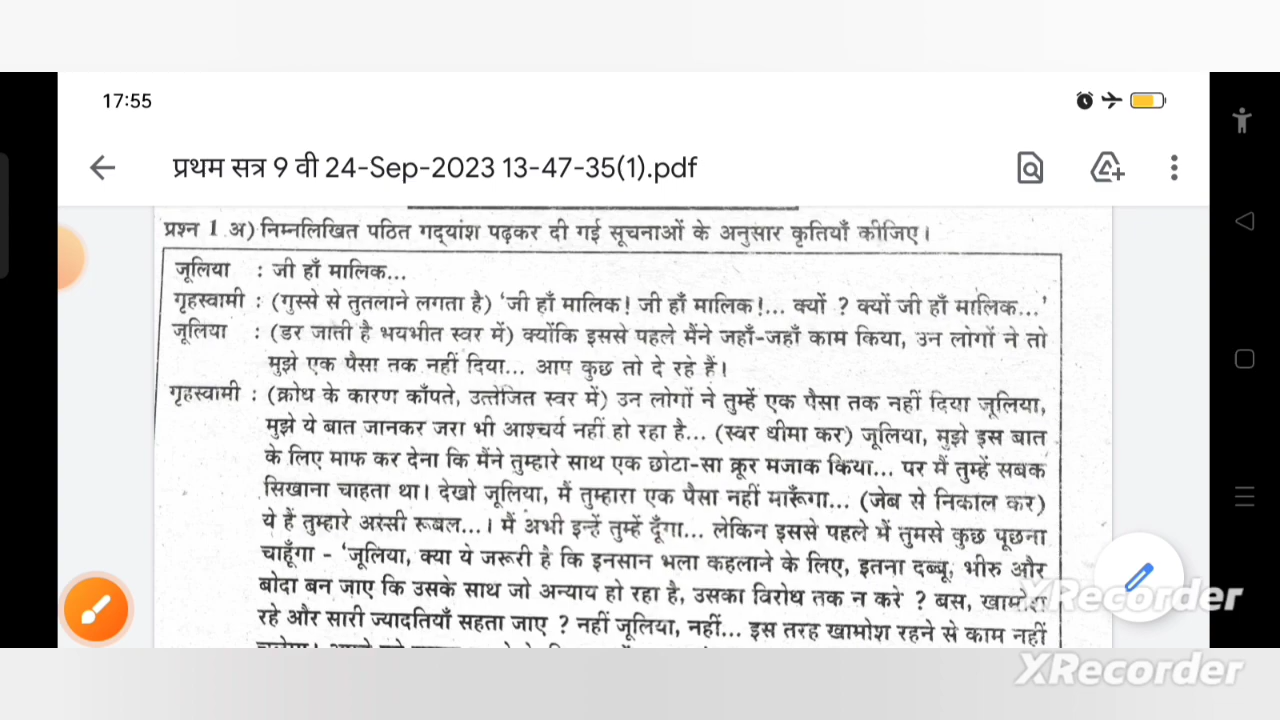 17:55
प्रथम सत्र 9 वी 24-Sep-2023 13-47-35(1).pdf
प्रश्न 1 अ) निम्नलिखित पठित गद्यांश पढ़कर दी गई सूचनाओं के अनुसार कृतियाँ कीजिए।
जूलिया : जी हाँ मालिक...
गृहस्वामी : (गुस्से से तुतलाने लगता है) ‘जी हाँ मालिक! जी हाँ मालिक!... क्यों ? क्यों जी हाँ मालिक...’
जूलिया : (डर जाती है भयभीत स्वर में) क्योंकि इससे पहले मैंने जहाँ-जहाँ काम किया, उन लोगों ने तो
मुझे एक पैसा तक नहीं दिया... आप कुछ तो दे रहे हैं।
गृहस्वामी : (क्रोध के कारण काँपते, उत्तेजित स्वर में) उन लोगों ने तुम्हें एक पैसा तक नहीं दिया जूलिया,
मुझे ये बात जानकर जरा भी आश्चर्य नहीं हो रहा है... (स्वर धीमा कर) जूलिया, मुझे इस बात
के लिए माफ कर देना कि मैंने तुम्हारे साथ एक छोटा-सा क्रूर मजाक किया... पर मैं तुम्हें सबक
सिखाना चाहता था। देखो जूलिया, मैं तुम्हारा एक पैसा नहीं मारूँगा... (जेब से निकाल कर)
ये हैं तुम्हारे अस्सी रूबल...। मैं अभी इन्हें तुम्हें दूँगा... लेकिन इससे पहले मैं तुमसे कुछ पूछना
चाहूँगा - ‘जूलिया, क्या ये जरूरी है कि इनसान भला कहलाने के लिए, इतना दब्बू, भीरु और
बोदा बन जाए कि उसके साथ जो अन्याय हो रहा है, उसका विरोध तक न करे ? बस, खामोश
रहे और सारी ज्यादतियाँ सहता जाए ? नहीं जूलिया, नहीं... इस तरह खामोश रहने से काम नहीं
XRecorder
XRecorder